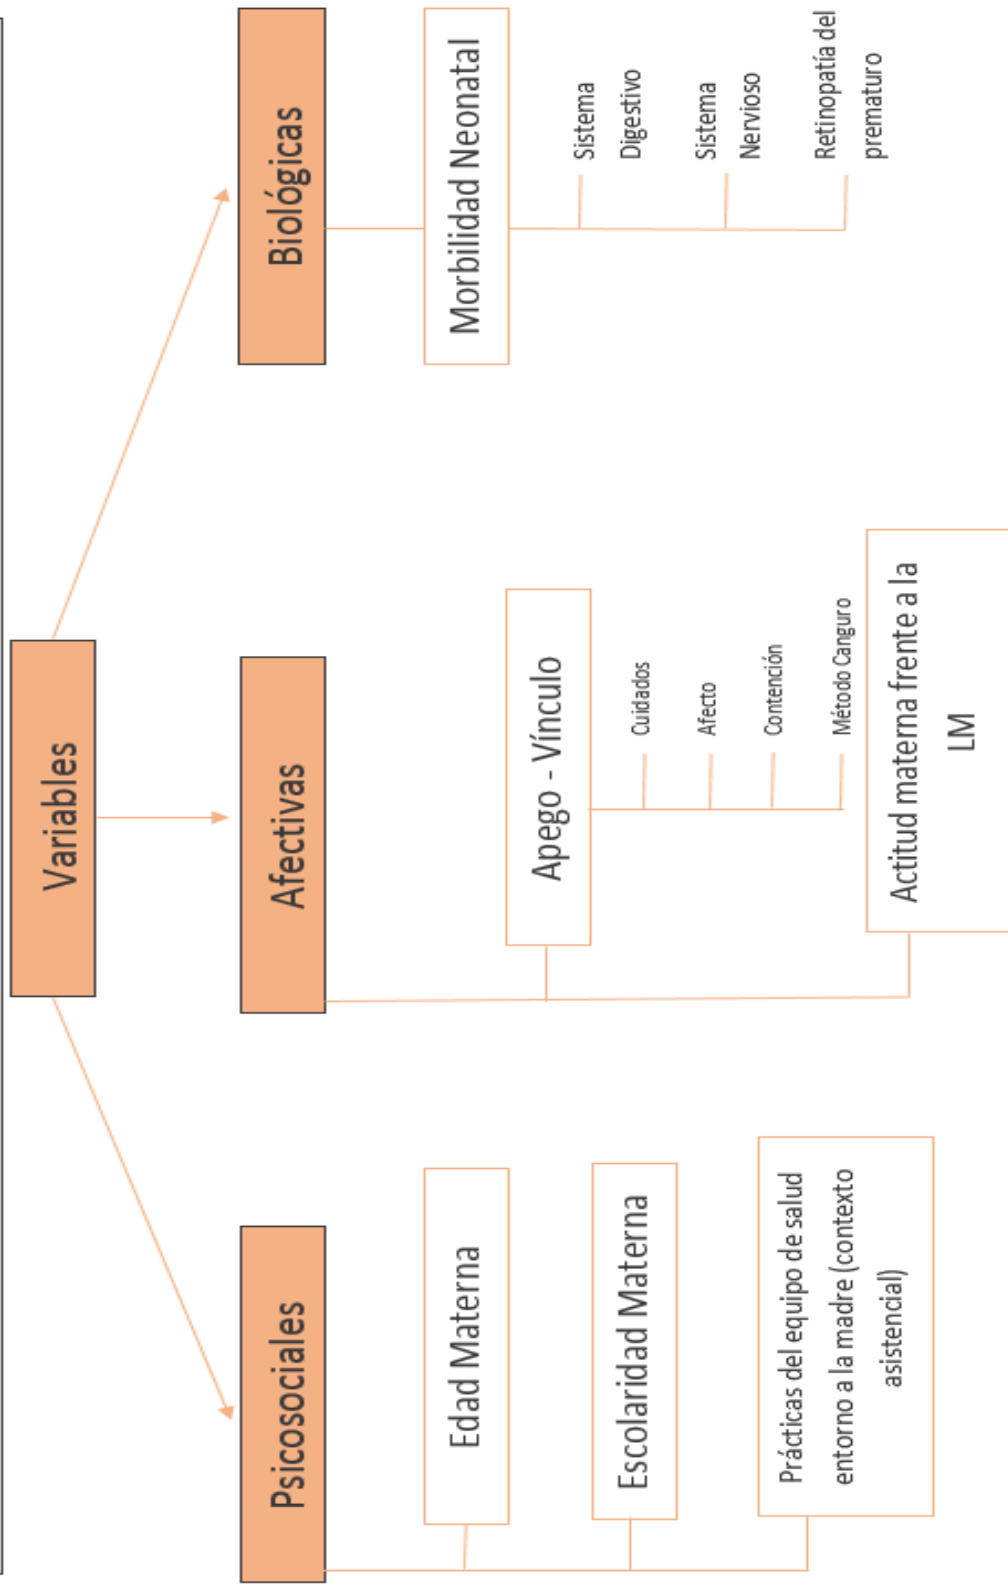 Variables
Psicosociales
Edad Materna
Escolaridad Materna
Prácticas del equipo de salud
entorno a la madre (contexto
asistencial)
Afectivas
Apego - Vínculo
Cuidados
Afecto
Contención
Método Canguro
Actitud materna frente a la
LM
Biológicas
Morbilidad Neonatal
Sistema
Digestivo
Sistema
Nervioso
Retinopatía del
prematuro